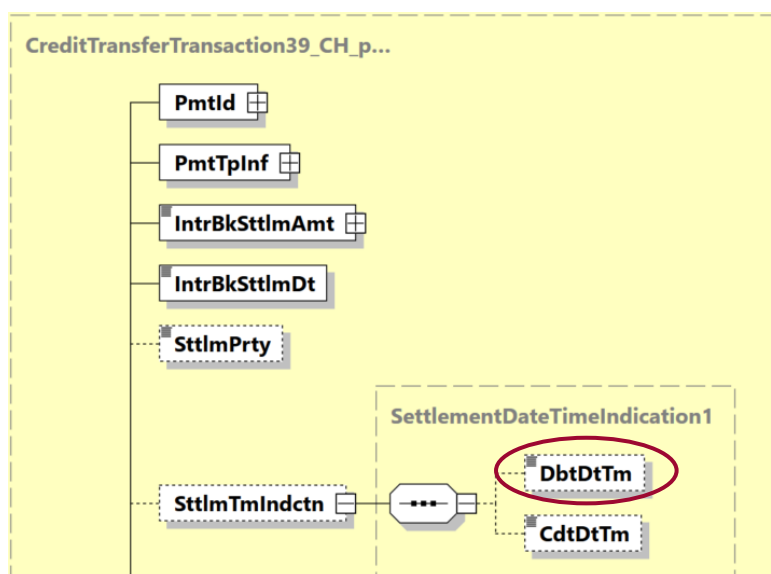 CreditTransferTransaction39_CH_p...
PmtId
PmtTpInf
IntrBkSttlmAmt
IntrBkSttlmDt
SttlmPrty
SettlementDateTimeIndication1
DbtDtTm
SttlmTmIndctn
CdtDtTm